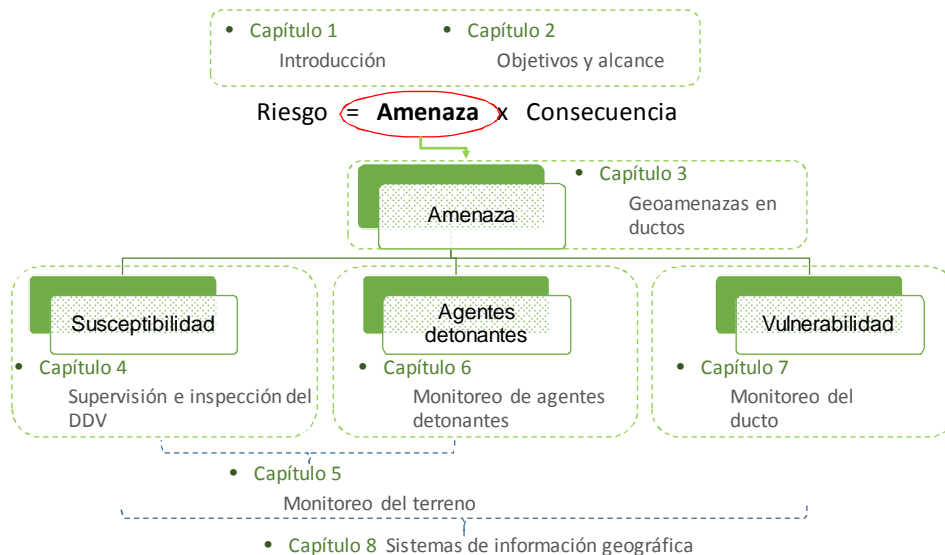 • Capítulo 1
Introducción
• Capítulo 2
Objetivos y alcance
Riesgo = Amenaza x Consecuencia
Amenaza
• Capítulo 3
Geoamenazas en
ductos
Susceptibilidad
• Capítulo 4
Supervisión e inspección del
DDV
Agentes
detonantes
• Capítulo 6
Monitoreo de agentes
detonantes
Vulnerabilidad
• Capítulo 7
Monitoreo del
ducto
• Capítulo 5
Monitoreo del terreno
• Capítulo 8 Sistemas de información geográfica